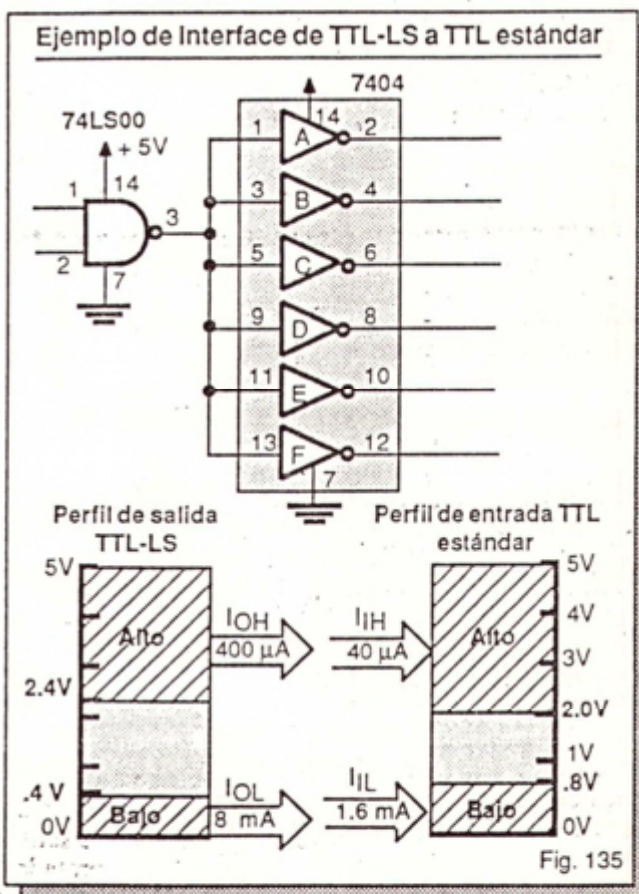 Ejemplo de Interface de TTL-LS a TTL estándar
7404
74LS00
+ 5V
14
1
2
3
7
14
1 A 2
3 B 4
5 C 6
9 D 8
11 E 10
13 F 12
7
Perfil de salida
TTL-LS
Perfil de entrada TTL
estándar
5V
Alto
2.4V
.4 V
Bajo
0V
IOH
400 µA
IIH
40 µA
IOL
8 mA
IIL
1.6 mA
5V
4V
Alto
3V
2.0V
1V
.8V
Bajo
0V
Fig. 135